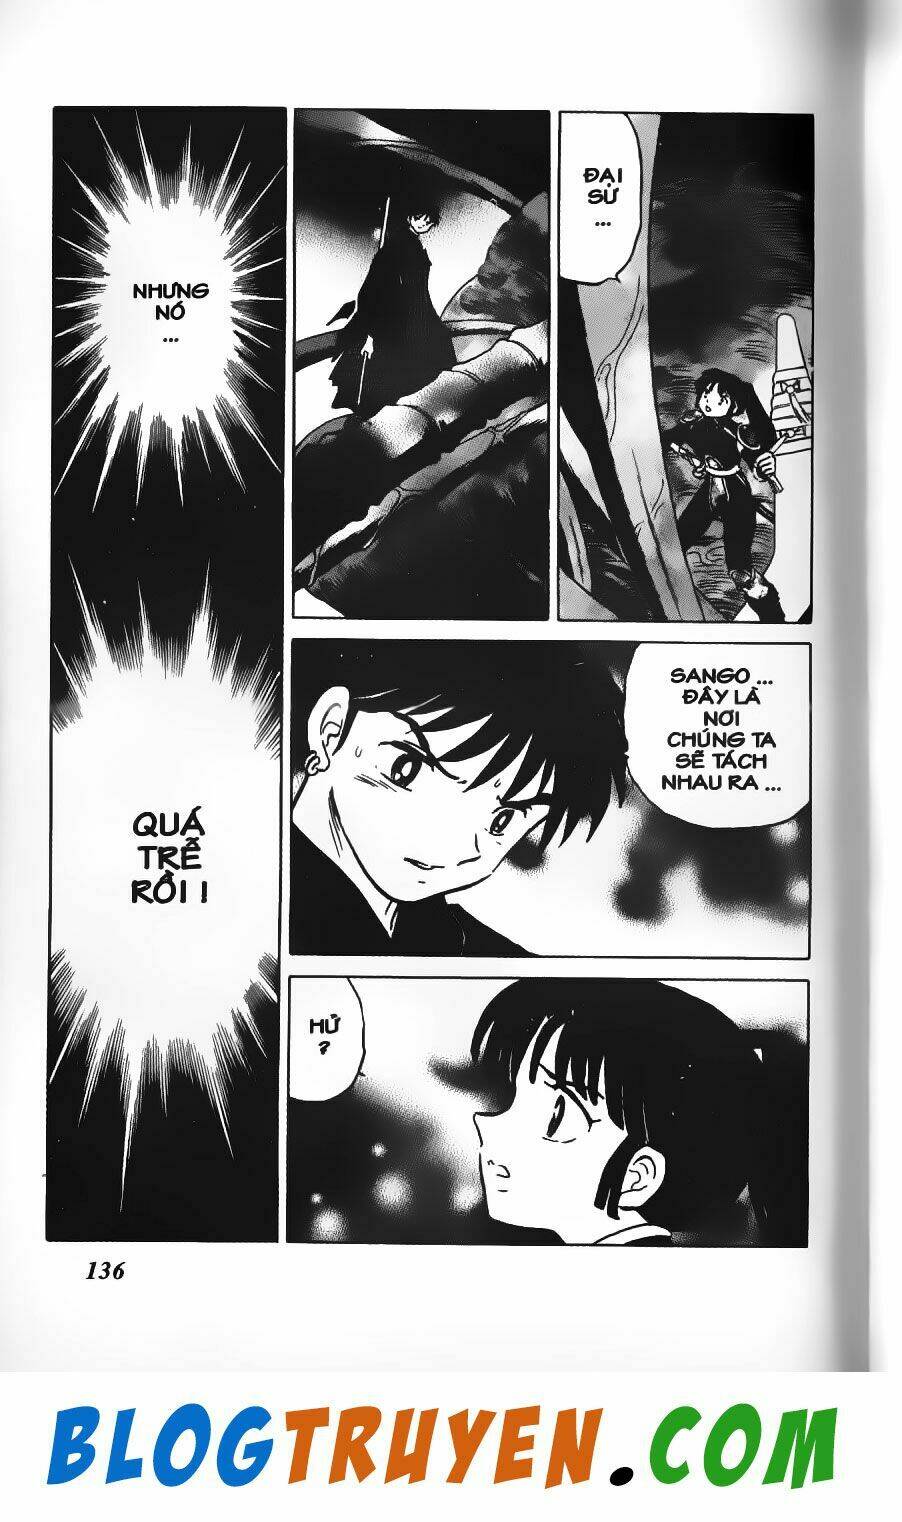 ĐẠI
SƯ
...
SANGO ...
ĐÂY LÀ
NƠI
CHÚNG TA
SẼ TÁCH
NHAU RA ...
HỬ
?
NHƯNG
NÓ
...
QUÁ
TRỄ
RỒI !
136
BLOGTRUYEN.COM